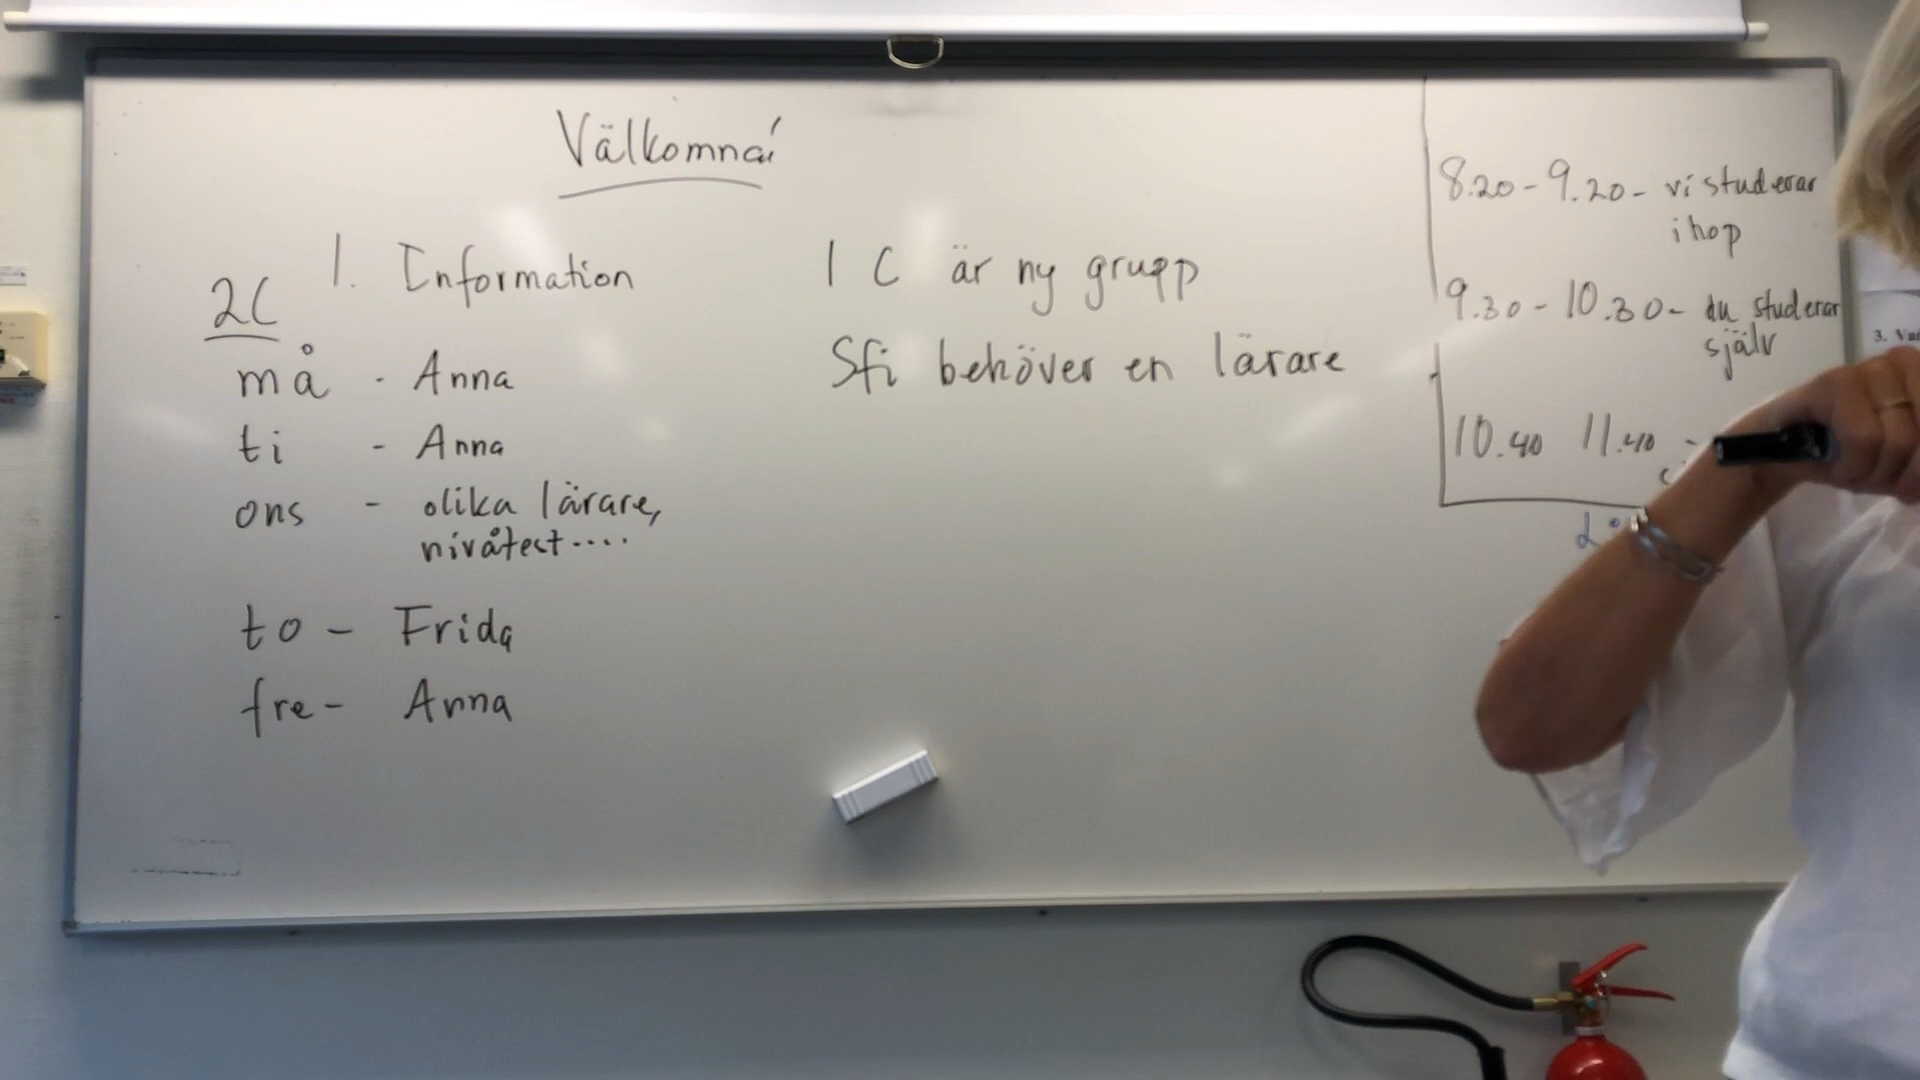 Välkomna!
1. Information
2C
må - Anna
ti - Anna
ons - olika lärare,
nivåtest....
to - Frida
fre - Anna
1 C är ny grupp
Sfi behöver en lärare
8.20 - 9.20 - vi studerar
ihop
9.30 - 10.30 - du studerar
själv
10.40 11.40 -
3.